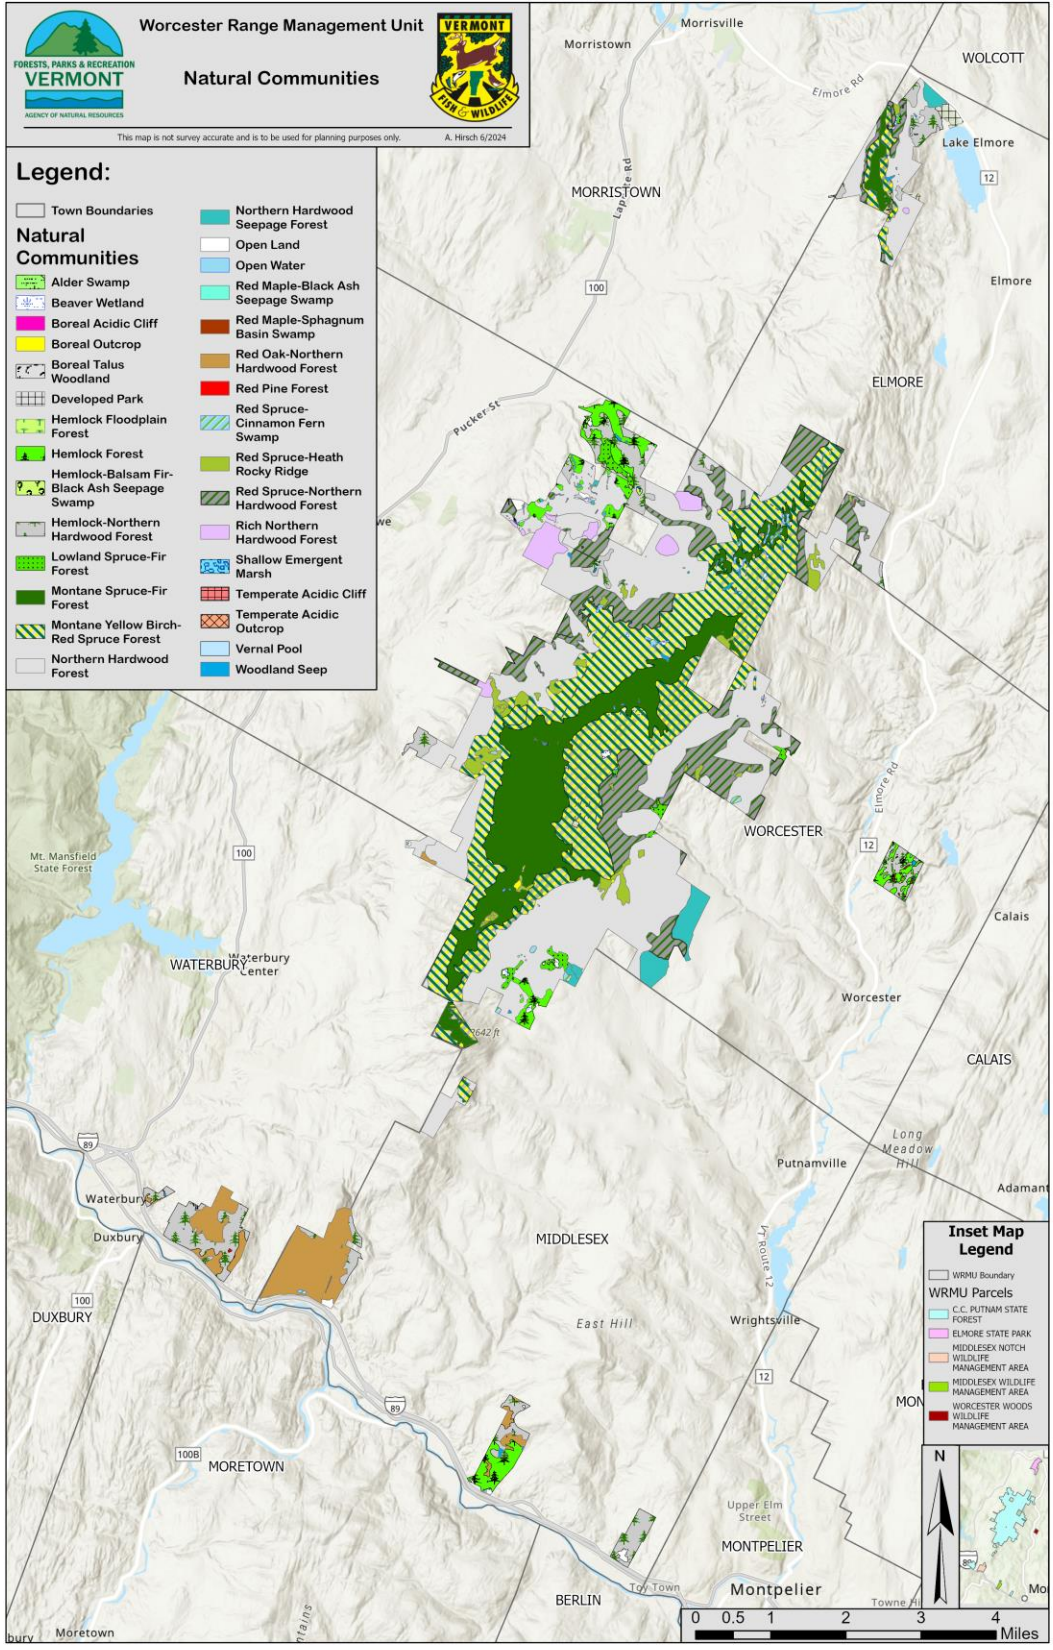 Worcester Range Management Unit
Natural Communities
FORESTS, PARKS & RECREATION
VERMONT
AGENCY OF NATURAL RESOURCES
VERMONT
FISH & WILDLIFE
This map is not survey accurate and is to be used for planning purposes only.
A. Hirsch 6/2024
Legend:
Town Boundaries
Natural
Communities
Alder Swamp
Beaver Wetland
Boreal Acidic Cliff
Boreal Outcrop
Boreal Talus
Woodland
Developed Park
Hemlock Floodplain
Forest
Hemlock Forest
Hemlock-Balsam Fir-
Black Ash Seepage
Swamp
Hemlock-Northern
Hardwood Forest
Lowland Spruce-Fir
Forest
Montane Spruce-Fir
Forest
Montane Yellow Birch-
Red Spruce Forest
Northern Hardwood
Forest
Northern Hardwood
Seepage Forest
Open Land
Open Water
Red Maple-Black Ash
Seepage Swamp
Red Maple-Sphagnum
Basin Swamp
Red Oak-Northern
Hardwood Forest
Red Pine Forest
Red Spruce-
Cinnamon Fern
Swamp
Red Spruce-Heath
Rocky Ridge
Red Spruce-Northern
Hardwood Forest
Rich Northern
Hardwood Forest
Shallow Emergent
Marsh
Temperate Acidic Cliff
Temperate Acidic
Outcrop
Vernal Pool
Woodland Seep
Morrisville
Morristown
WOLCOTT
Elmore Rd
Lake Elmore
12
MORRISTOWN
Elmore
100
ELMORE
Pucker St
we
Elmore Rd
WORCESTER
12
Mt. Mansfield
State Forest
100
Calais
WATERBURY
Waterbury
Center
Worcester
2642 ft
CALAIS
Long
Meadow
Hill
89
Putnamville
Adamant
Waterbury
Duxbury
MIDDLESEX
VT Route 12
100
DUXBURY
East Hill
Wrightsville
12
MON
89
100B
MORETOWN
Upper Elm
Street
MONTPELIER
BERLIN
Toy Town
Montpelier
Towne Hi
bury
Moretown
ntains
Inset Map
Legend
WRMU Boundary
WRMU Parcels
C.C. PUTNAM STATE
FOREST
ELMORE STATE PARK
MIDDLESEX NOTCH
WILDLIFE
MANAGEMENT AREA
MIDDLESEX WILDLIFE
MANAGEMENT AREA
WORCESTER WOODS
WILDLIFE
MANAGEMENT AREA
N
89
Mo
0 0.5 1 2 3 4
Miles